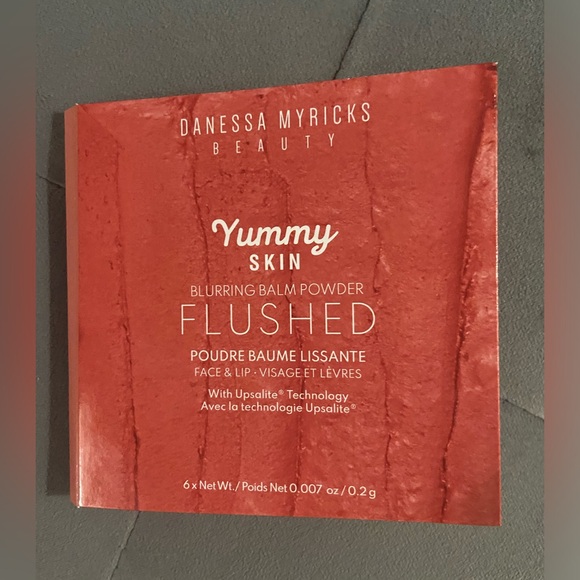 DANESSA MYRICKS
BEAUTY
Yummy
SKIN
BLURRING BALM POWDER
FLUSHED
POUDRE BAUME LISSANTE
FACE & LIP • VISAGE ET LÈVRES
With Upsalite® Technology
Avec la technologie Upsalite®
6 x Net Wt./ Poids Net 0.007 oz / 0.2 g